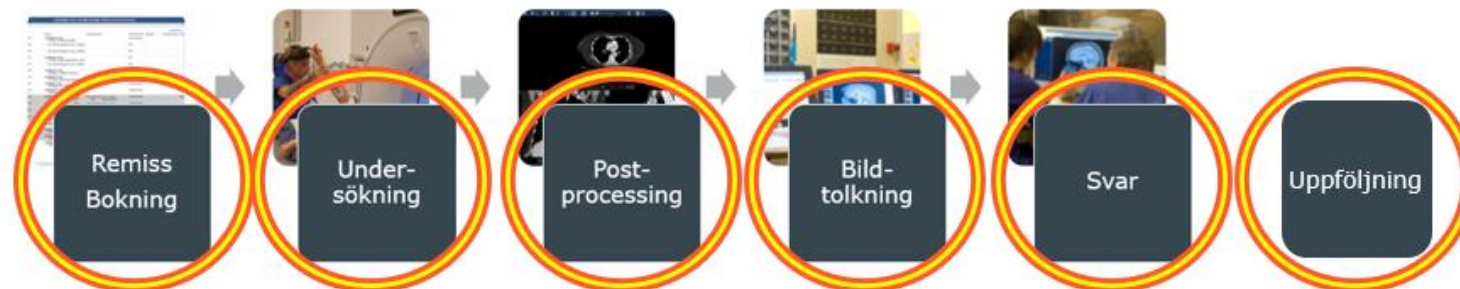 Remiss
Bokning
Under-
sökning
Post-
processing
Bild-
tolkning
Svar
Uppföljning